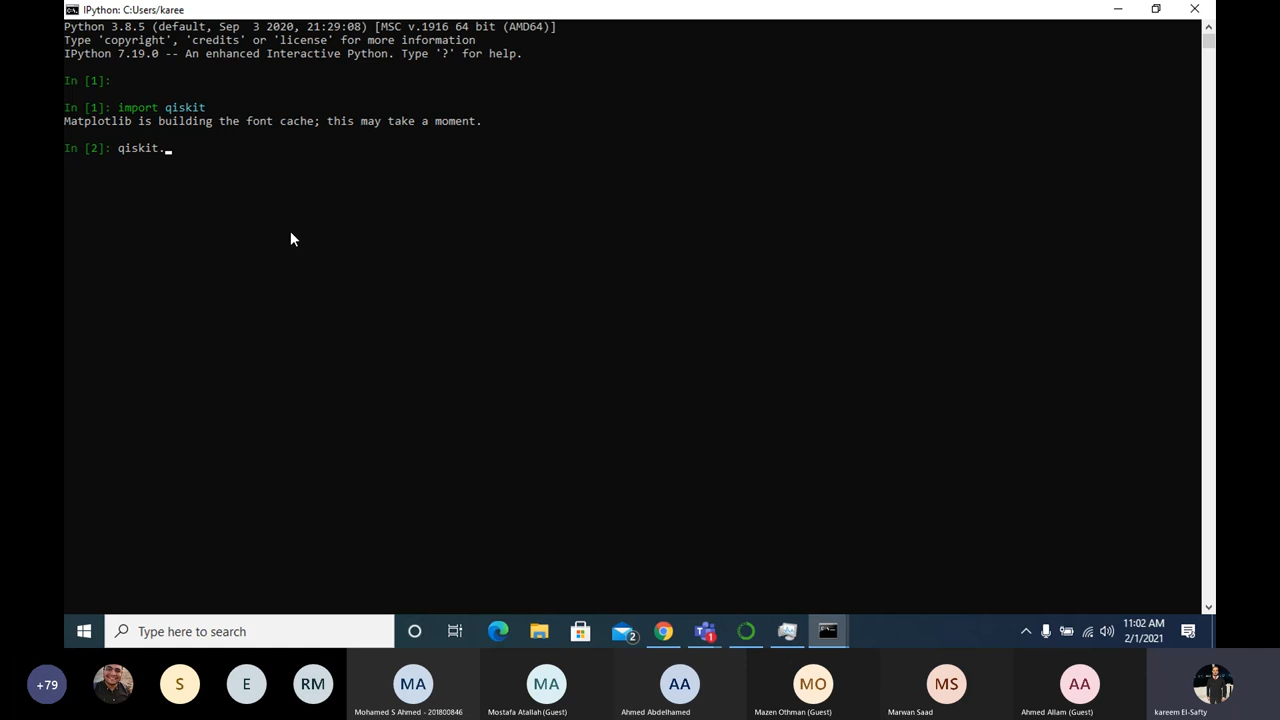 IPython: C:Users/karee
Python 3.8.5 (default, Sep  3 2020, 21:29:08) [MSC v.1916 64 bit (AMD64)]
Type 'copyright', 'credits' or 'license' for more information
IPython 7.19.0 -- An enhanced Interactive Python. Type '?' for help.
In [1]:
In [1]: import qiskit
Matplotlib is building the font cache; this may take a moment.
In [2]: qiskit.
Type here to search
2
1
11:02 AM
2/1/2021
+79
S
E
RM
MA
MA
AA
MO
MS
AA
Mohamed S Ahmed - 201800846
Mostafa Atallah (Guest)
Ahmed Abdelhamed
Mazen Othman (Guest)
Marwan Saad
Ahmed Allam (Guest)
kareem El-Safty